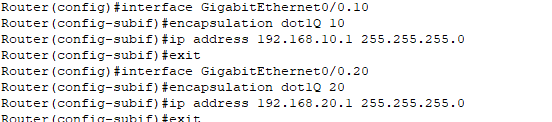 Router(config)#interface GigabitEthernet0/0.10
Router(config-subif)#encapsulation dot1Q 10
Router(config-subif)#ip address 192.168.10.1 255.255.255.0
Router(config-subif)#exit
Router(config)#interface GigabitEthernet0/0.20
Router(config-subif)#encapsulation dot1Q 20
Router(config-subif)#ip address 192.168.20.1 255.255.255.0
Router(config-subif)#exit